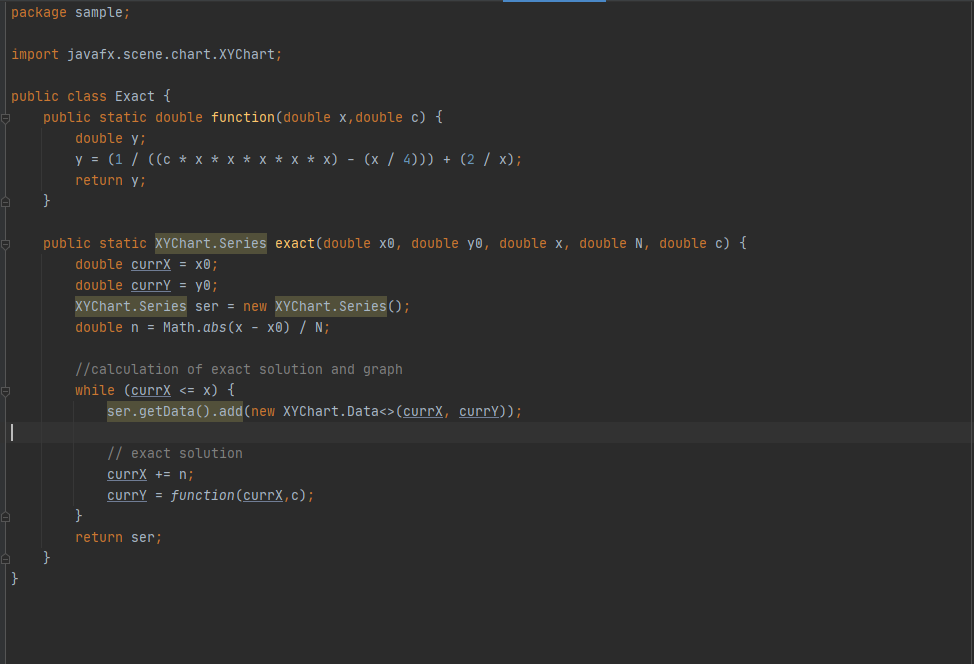 package sample;
import javafx.scene.chart.XYChart;
public class Exact {
public static double function(double x,double c) {
double y;
y = (1 / ((c * x * x * x * x * x) - (x / 4))) + (2 / x);
return y;
}
public static XYChart.Series exact(double x0, double y0, double x, double N, double c) {
double currX = x0;
double currY = y0;
XYChart.Series ser = new XYChart.Series();
double n = Math.abs(x - x0) / N;
//calculation of exact solution and graph
while (currX <= x) {
ser.getData().add(new XYChart.Data<>(currX, currY));
// exact solution
currX += n;
currY = function(currX,c);
}
return ser;
}
}